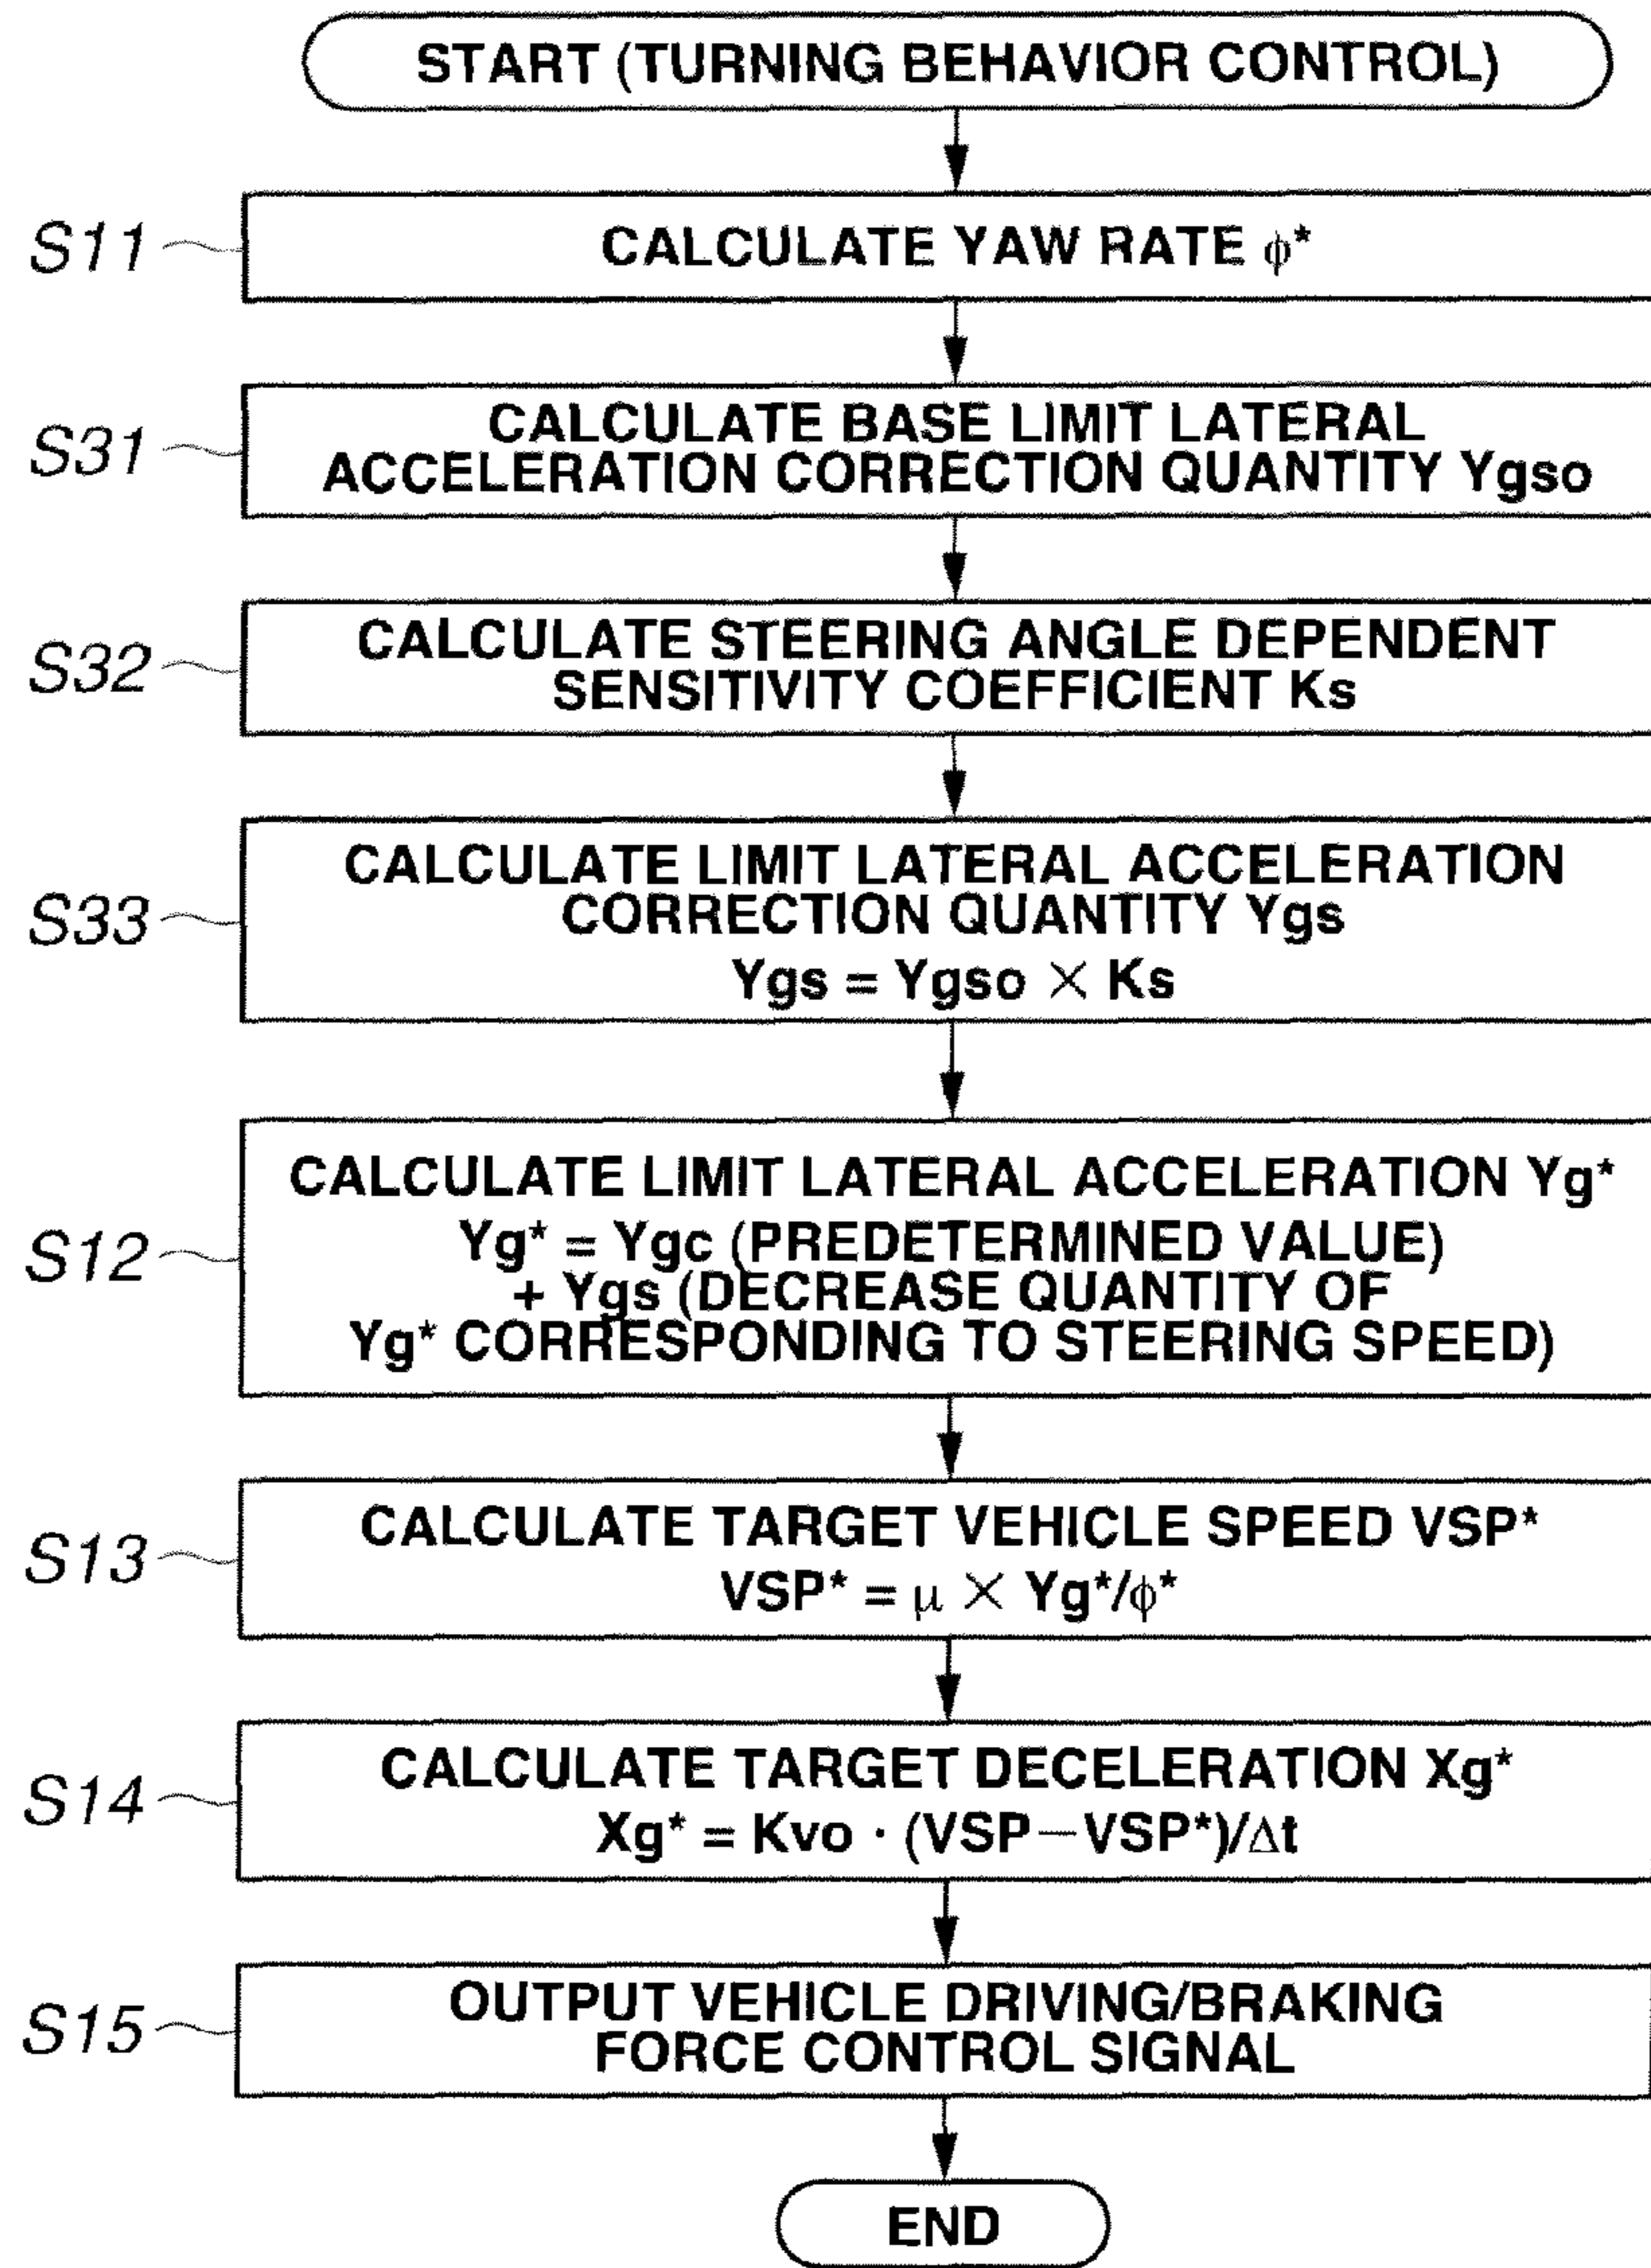 START (TURNING BEHAVIOR CONTROL)
S11
CALCULATE YAW RATE ϕ*
S31
CALCULATE BASE LIMIT LATERAL
ACCELERATION CORRECTION QUANTITY Ygso
S32
CALCULATE STEERING ANGLE DEPENDENT
SENSITIVITY COEFFICIENT Ks
S33
CALCULATE LIMIT LATERAL ACCELERATION
CORRECTION QUANTITY Ygs
Ygs = Ygso × Ks
S12
CALCULATE LIMIT LATERAL ACCELERATION Yg*
Yg* = Ygc (PREDETERMINED VALUE)
+ Ygs (DECREASE QUANTITY OF
Yg* CORRESPONDING TO STEERING SPEED)
S13
CALCULATE TARGET VEHICLE SPEED VSP*
VSP* = μ × Yg*/ϕ*
S14
CALCULATE TARGET DECELERATION Xg*
Xg* = Kvo · (VSP−VSP*)/Δt
S15
OUTPUT VEHICLE DRIVING/BRAKING
FORCE CONTROL SIGNAL
END